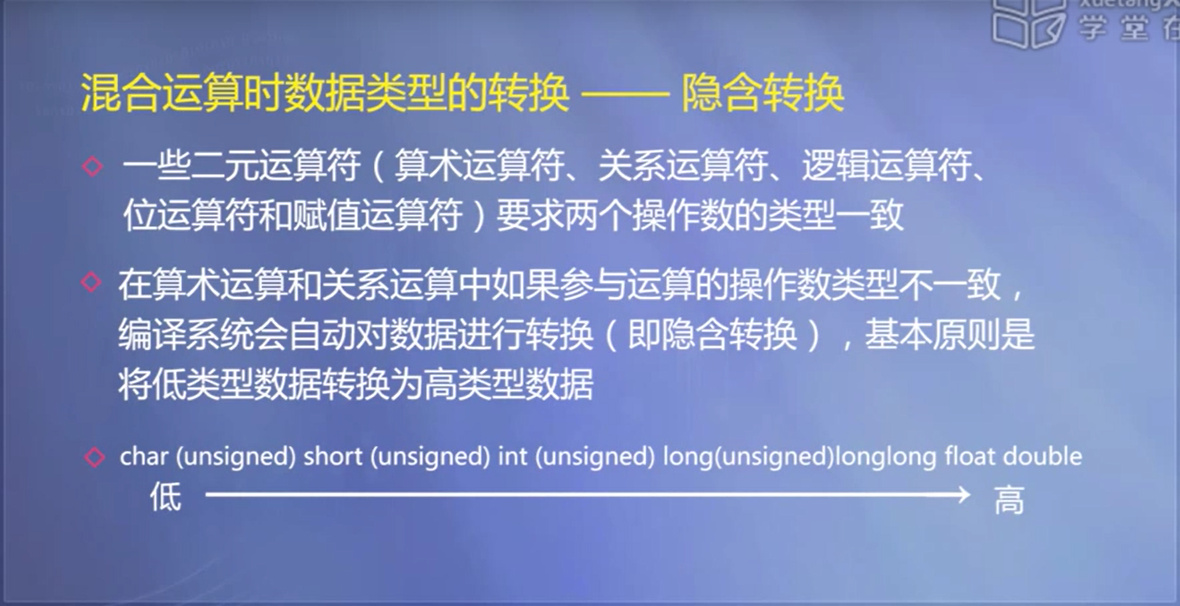 学堂在
混合运算时数据类型的转换 —— 隐含转换
一些二元运算符（算术运算符、关系运算符、逻辑运算符、
位运算符和赋值运算符）要求两个操作数的类型一致
在算术运算和关系运算中如果参与运算的操作数类型不一致，
编译系统会自动对数据进行转换（即隐含转换），基本原则是
将低类型数据转换为高类型数据
char (unsigned) short (unsigned) int (unsigned) long(unsigned)longlong float double
低 高